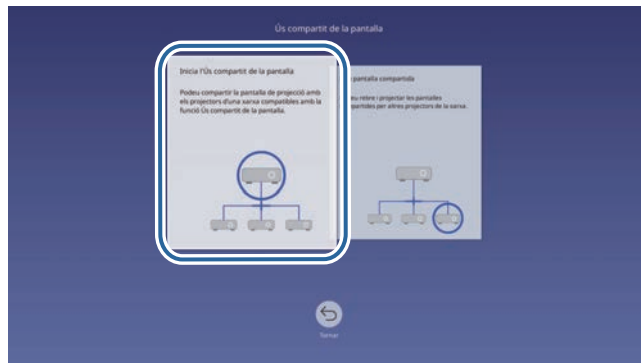 Ús compartit de la pantalla
Inicia l'Ús compartit de la pantalla
Podeu compartir la pantalla de projecció amb
els projectors d'una xarxa compatibles amb la
funció Ús compartit de la pantalla.
pantalla compartida
rebre i projectar les pantalles
per altres projectors de la xarxa.
Tornar